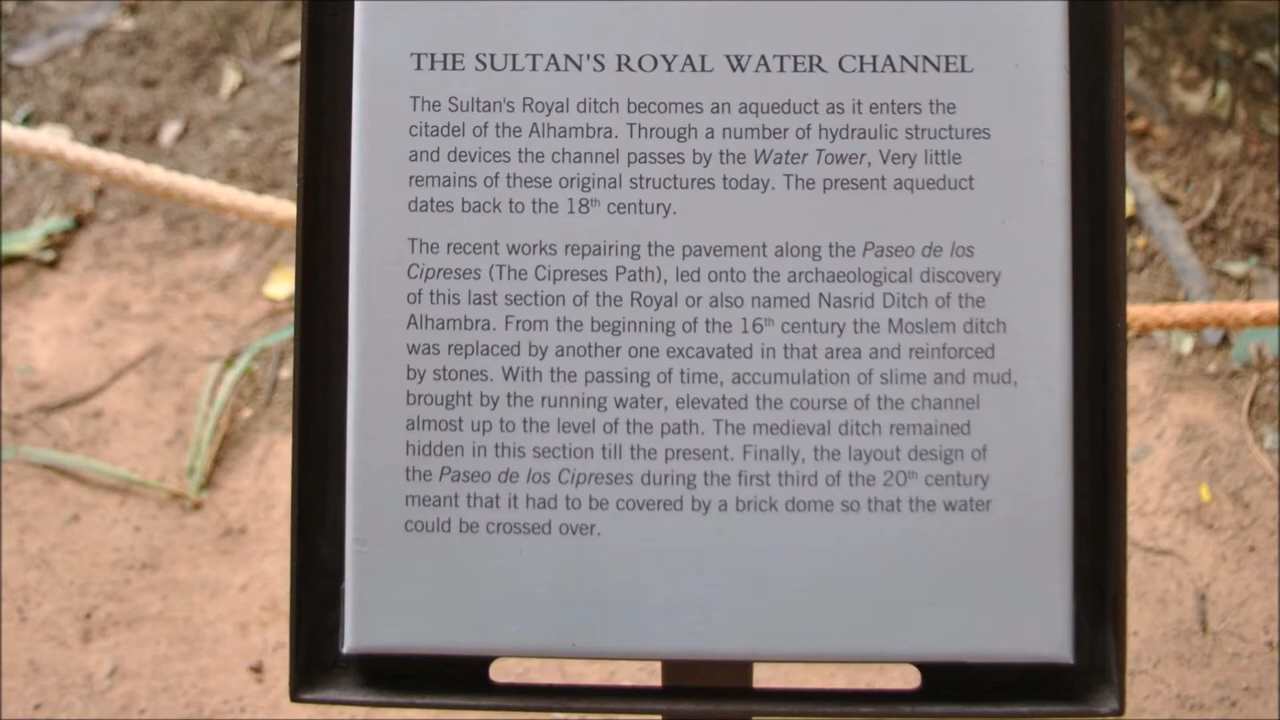 THE SULTAN'S ROYAL WATER CHANNEL
The Sultan's Royal ditch becomes an aqueduct as it enters the
citadel of the Alhambra. Through a number of hydraulic structures
and devices the channel passes by the Water Tower, Very little
remains of these original structures today. The present aqueduct
dates back to the 18th century.
The recent works repairing the pavement along the Paseo de los
Cipreses (The Cipreses Path), led onto the archaeological discovery
of this last section of the Royal or also named Nasrid Ditch of the
Alhambra. From the beginning of the 16th century the Moslem ditch
was replaced by another one excavated in that area and reinforced
by stones. With the passing of time, accumulation of slime and mud,
brought by the running water, elevated the course of the channel
almost up to the level of the path. The medieval ditch remained
hidden in this section till the present. Finally, the layout design of
the Paseo de los Cipreses during the first third of the 20th century
meant that it had to be covered by a brick dome so that the water
could be crossed over.